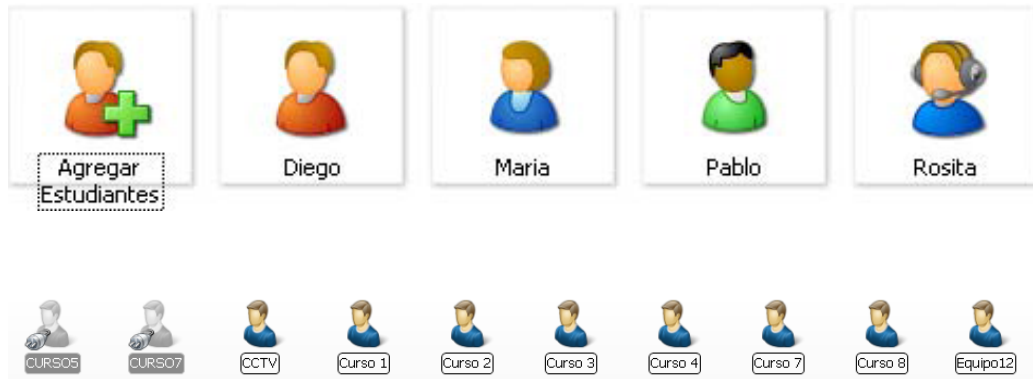 Agregar
Estudiantes
Diego
Maria
Pablo
Rosita
CURSO5
CURSO7
CCTV
Curso 1
Curso 2
Curso 3
Curso 4
Curso 7
Curso 8
Equipo12